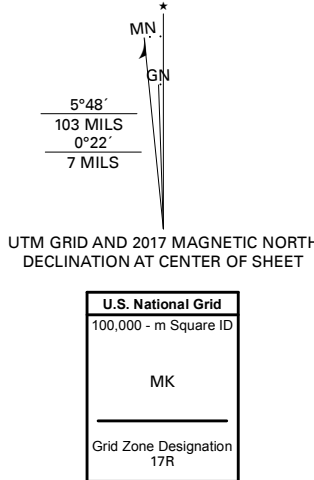 ★
MN
GN
5°48´
103 MILS
0°22´
7 MILS
UTM GRID AND 2017 MAGNETIC NORTH
DECLINATION AT CENTER OF SHEET
U.S. National Grid
100,000 - m Square ID
MK
Grid Zone Designation
17R